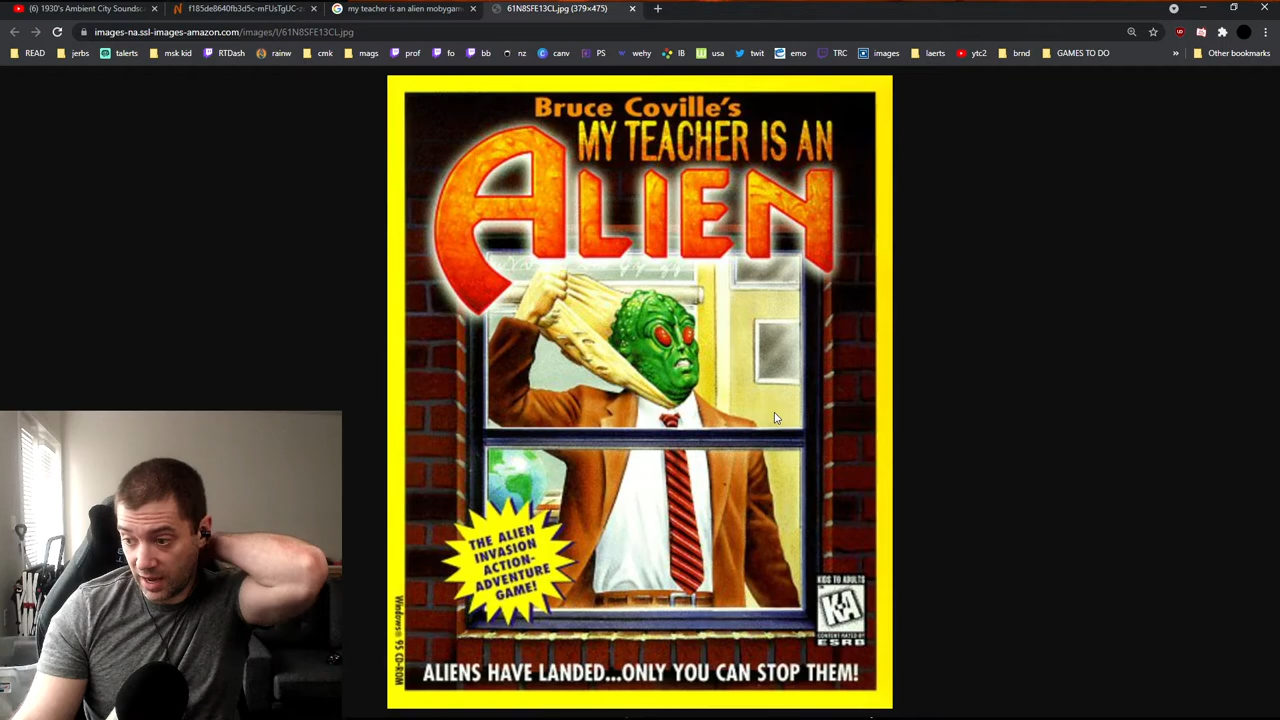 (6) 1930's Ambient City Soundsca
f185de8640fb3d5c-mFUsTgUC-z
my teacher is an alien mobygam
61N8SFE13CL.jpg (379×475)
images-na.ssl-images-amazon.com/images/I/61N8SFE13CL.jpg
READ jerbs talerts msk kid RTDash rainw cmk mags prof fo bb nz canv PS wehy IB usa twit emo TRC images laerts ytc2 brnd GAMES TO DO » Other bookmarks
Bruce Coville's
MY TEACHER IS AN
ALIEN
THE ALIEN
INVASION
ACTION-
ADVENTURE
GAME!
KIDS TO ADULTS
K-A
CONTENT RATED BY
ESRB
Windows® 95 CD-ROM
ALIENS HAVE LANDED...ONLY YOU CAN STOP THEM!